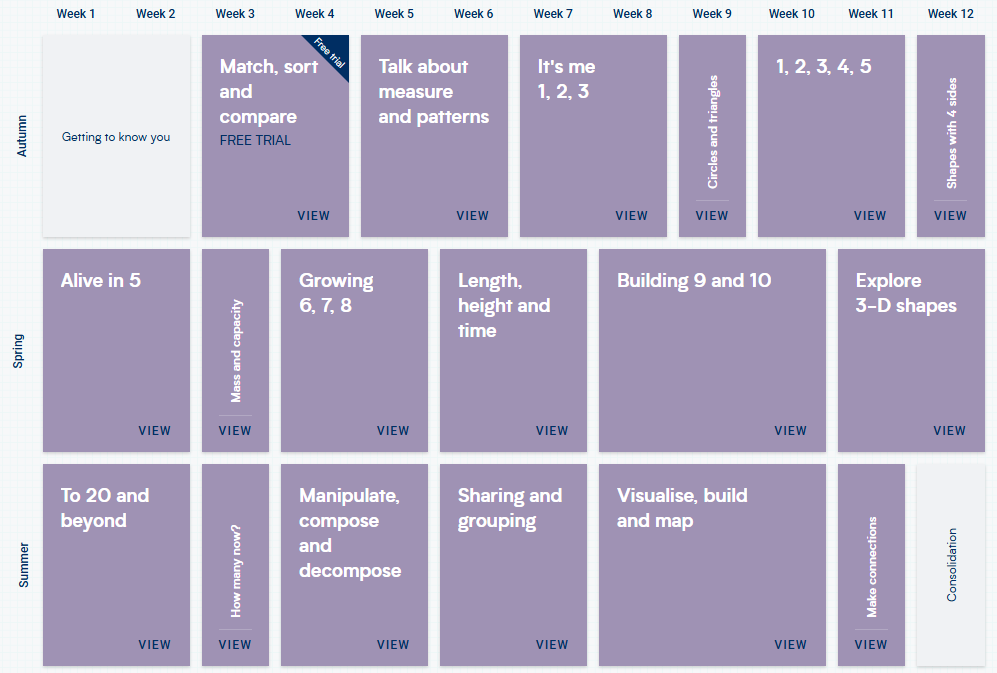 Week 1 Week 2 Week 3 Week 4 Week 5 Week 6 Week 7 Week 8 Week 9 Week 10 Week 11 Week 12
Autumn
Getting to know you
Match, sort
and
compare
FREE TRIAL
Free trial
VIEW
Talk about
measure
and patterns
VIEW
It's me
1, 2, 3
VIEW
Circles and triangles
VIEW
1, 2, 3, 4, 5
VIEW
Shapes with 4 sides
VIEW
Spring
Alive in 5
VIEW
Mass and capacity
VIEW
Growing
6, 7, 8
VIEW
Length,
height and
time
VIEW
Building 9 and 10
VIEW
Explore
3-D shapes
VIEW
Summer
To 20 and
beyond
VIEW
How many now?
VIEW
Manipulate,
compose
and
decompose
VIEW
Sharing and
grouping
VIEW
Visualise, build
and map
VIEW
Make connections
VIEW
Consolidation